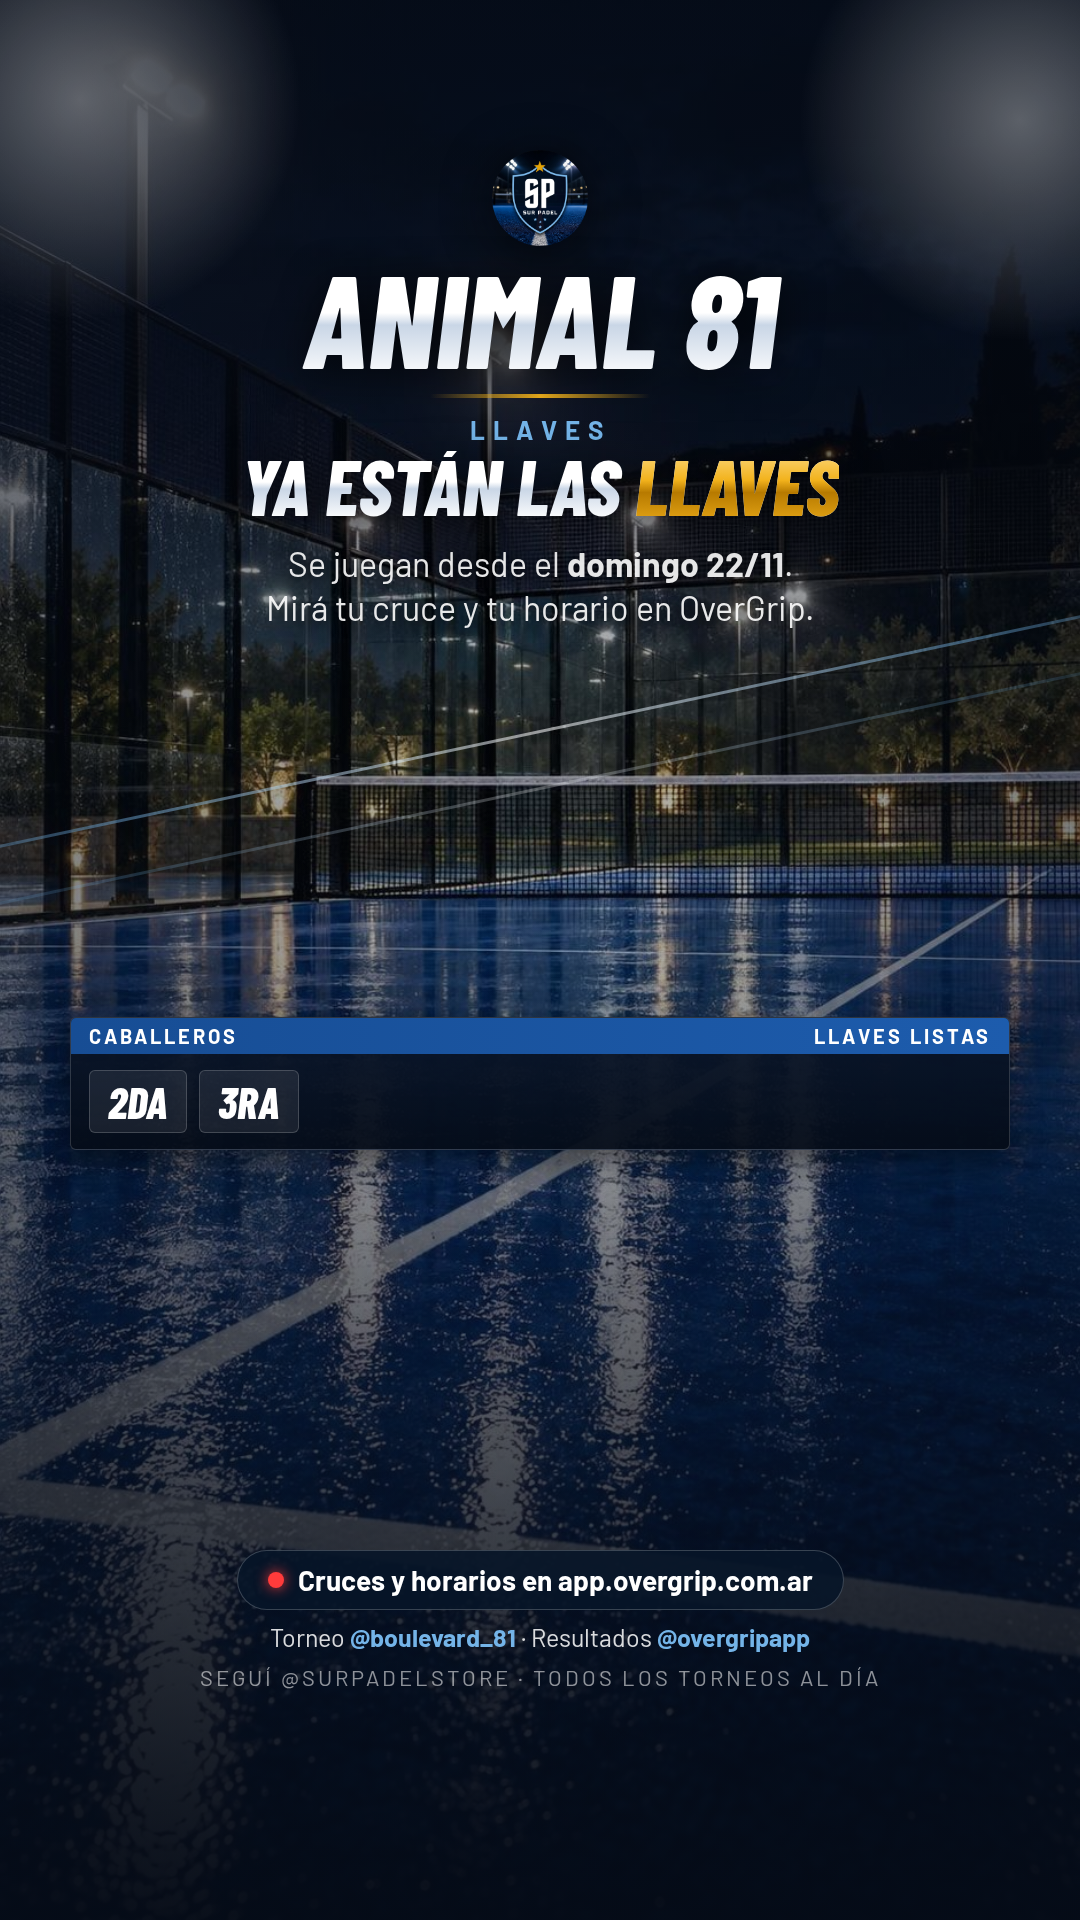 SP
SUR PADEL
ANIMAL 81
LLAVES
YA ESTÁN LAS LLAVES
Se juegan desde el domingo 22/11.
Mirá tu cruce y tu horario en OverGrip.
CABALLEROS LLAVES LISTAS
2DA 3RA
Cruces y horarios en app.overgrip.com.ar
Torneo @boulevard_81 · Resultados @overgripapp
SEGUÍ @SURPADELSTORE · TODOS LOS TORNEOS AL DÍA